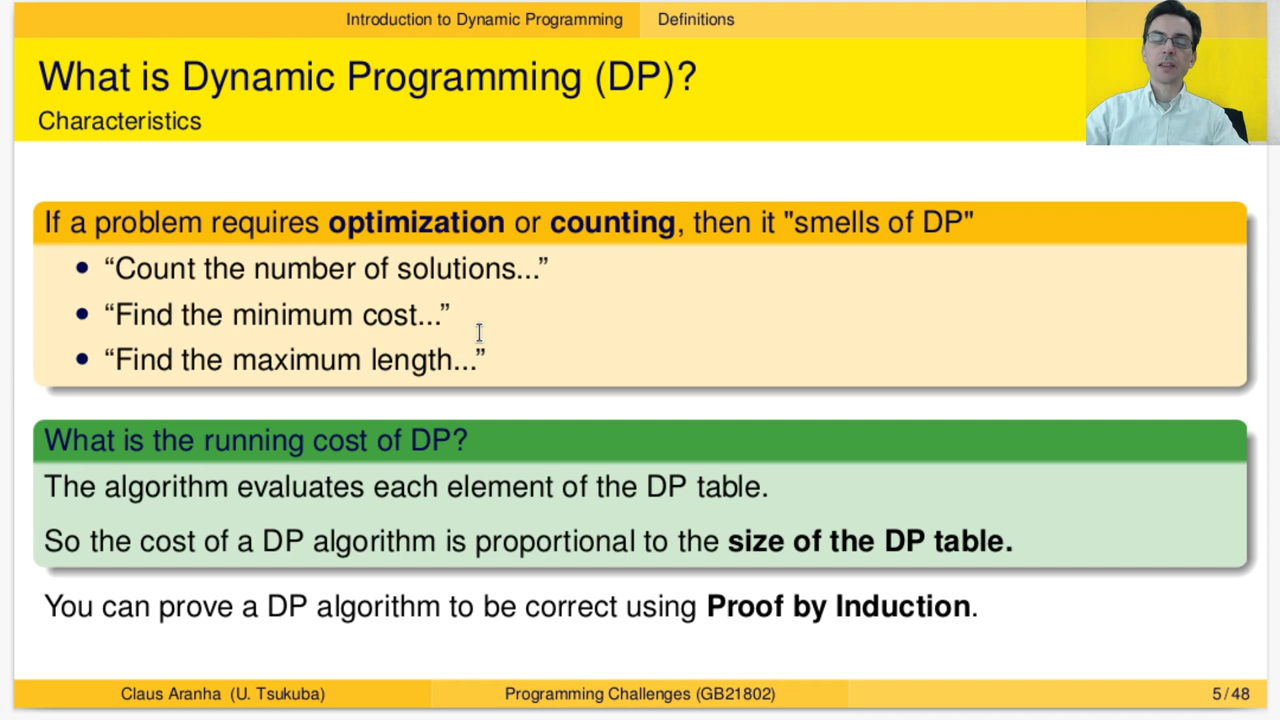 Introduction to Dynamic Programming Definitions
What is Dynamic Programming (DP)?
Characteristics
If a problem requires optimization or counting, then it "smells of DP"
• “Count the number of solutions...”
• “Find the minimum cost...”
• “Find the maximum length...”
What is the running cost of DP?
The algorithm evaluates each element of the DP table.
So the cost of a DP algorithm is proportional to the size of the DP table.
You can prove a DP algorithm to be correct using Proof by Induction.
Claus Aranha (U. Tsukuba) Programming Challenges (GB21802) 5 / 48